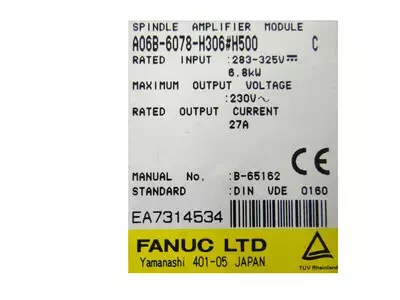 SPINDLE AMPLIFIER MODULE
A06B-6078-H306#H500 C
RATED INPUT :283-325V⎓
6.8kW
MAXIMUM OUTPUT VOLTAGE
:230V~
RATED OUTPUT CURRENT
27A
CE
MANUAL No. :B-65162
STANDARD :DIN VDE 0160
EA7314534
FANUC LTD
Yamanashi 401-05 JAPAN
TÜV Rheinland